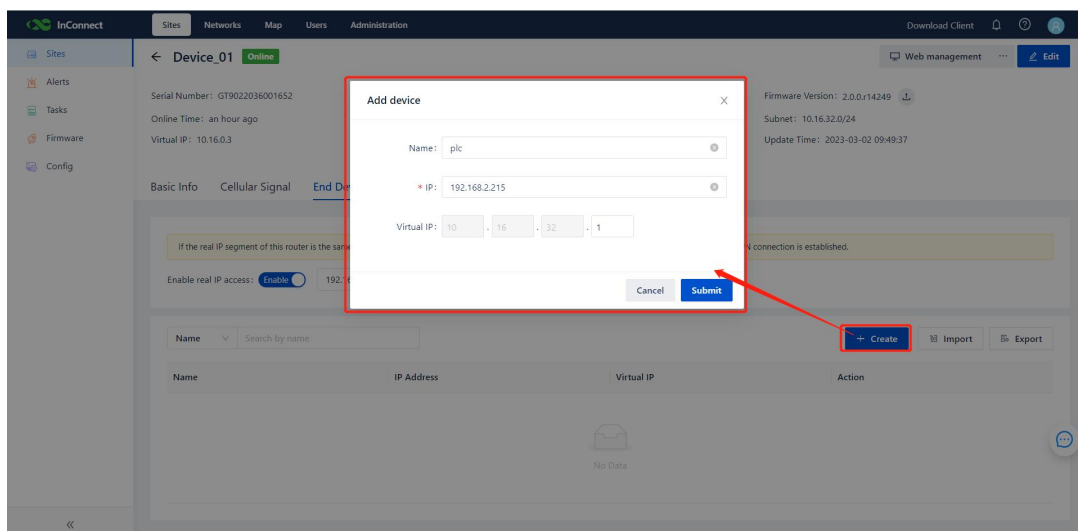 InConnect Sites Networks Map Users Administration Download Client
Sites
Alerts
Tasks
Firmware
Config
Device_01 Online Web management ... Edit
Serial Number: GT9022036001652 Firmware Version: 2.0.0.r14249
Online Time: an hour ago Subnet: 10.16.32.0/24
Virtual IP: 10.16.0.3 Update Time: 2023-03-02 09:49:37
Basic Info Cellular Signal End De
Add device
Name: plc
* IP: 192.168.2.215
Virtual IP: 10 . 16 . 32 . 1
Cancel Submit
If the real IP segment of this router is the same N connection is established.
Enable real IP access: Enable 192.16
Name Search by name + Create Import Export
Name IP Address Virtual IP Action
No Data